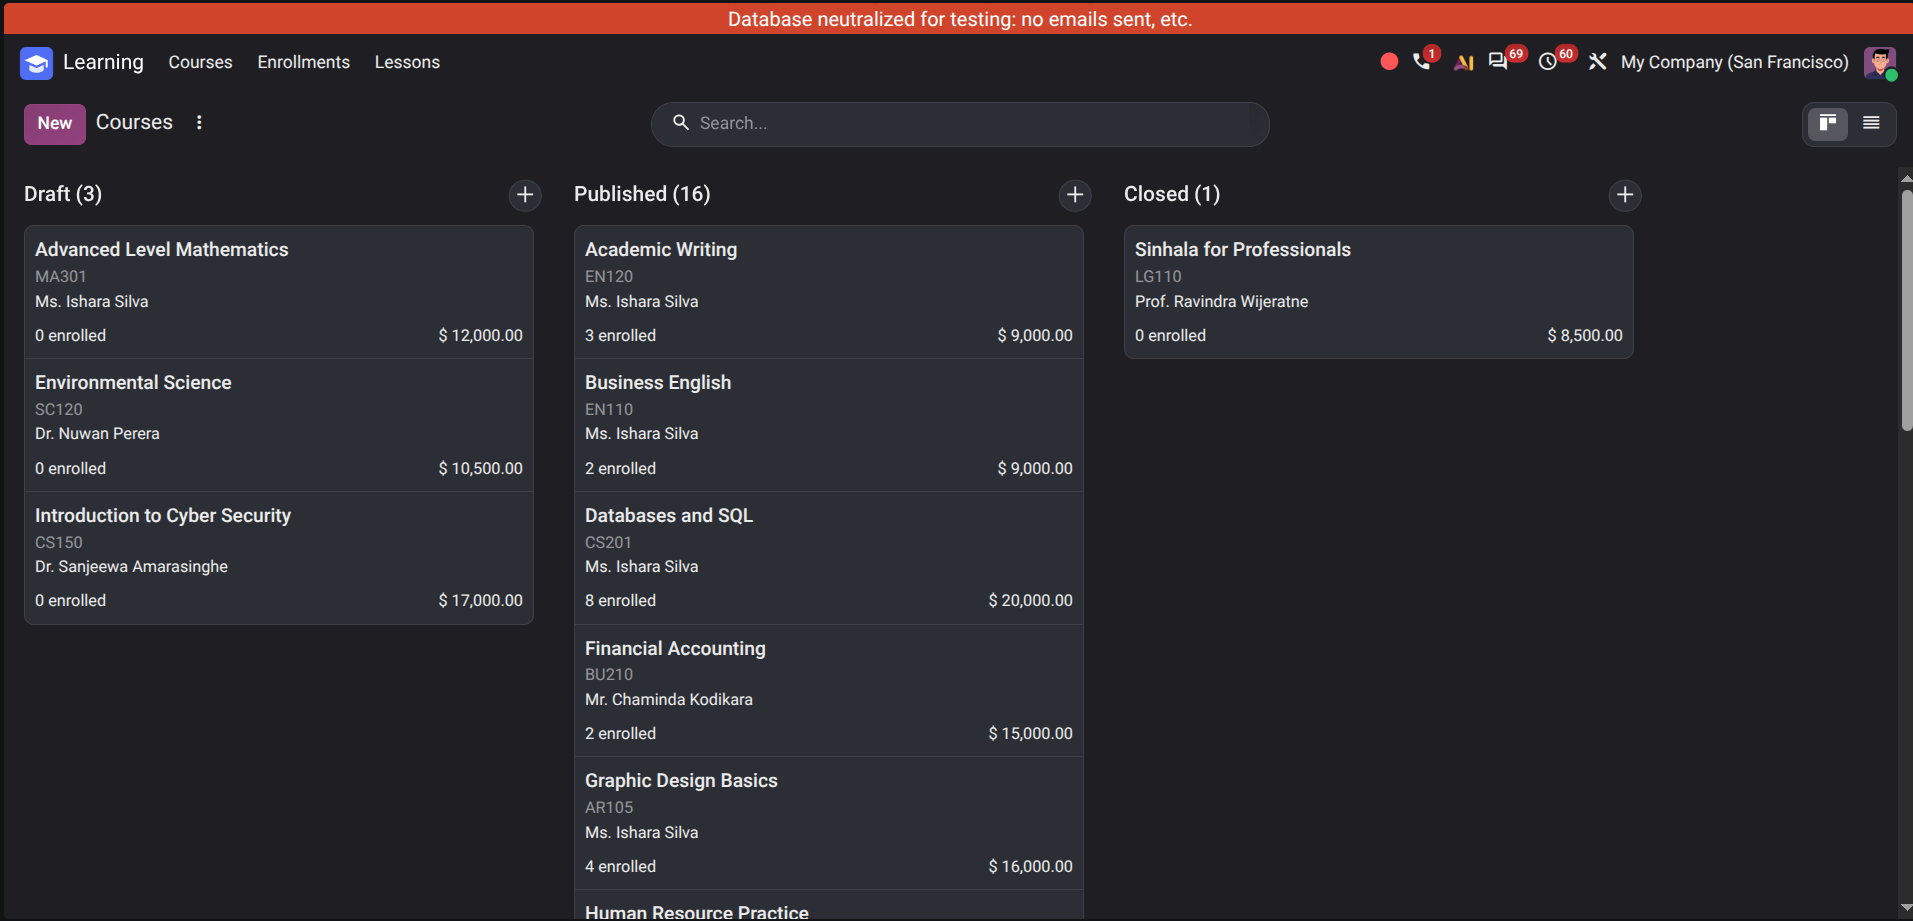 Database neutralized for testing: no emails sent, etc.
Learning Courses Enrollments Lessons
1 AI 69 60 My Company (San Francisco)
New Courses
Search...
Draft (3)
Advanced Level Mathematics
MA301
Ms. Ishara Silva
0 enrolled $ 12,000.00
Environmental Science
SC120
Dr. Nuwan Perera
0 enrolled $ 10,500.00
Introduction to Cyber Security
CS150
Dr. Sanjeewa Amarasinghe
0 enrolled $ 17,000.00
Published (16)
Academic Writing
EN120
Ms. Ishara Silva
3 enrolled $ 9,000.00
Business English
EN110
Ms. Ishara Silva
2 enrolled $ 9,000.00
Databases and SQL
CS201
Ms. Ishara Silva
8 enrolled $ 20,000.00
Financial Accounting
BU210
Mr. Chaminda Kodikara
2 enrolled $ 15,000.00
Graphic Design Basics
AR105
Ms. Ishara Silva
4 enrolled $ 16,000.00
Human Resource Practice
Closed (1)
Sinhala for Professionals
LG110
Prof. Ravindra Wijeratne
0 enrolled $ 8,500.00